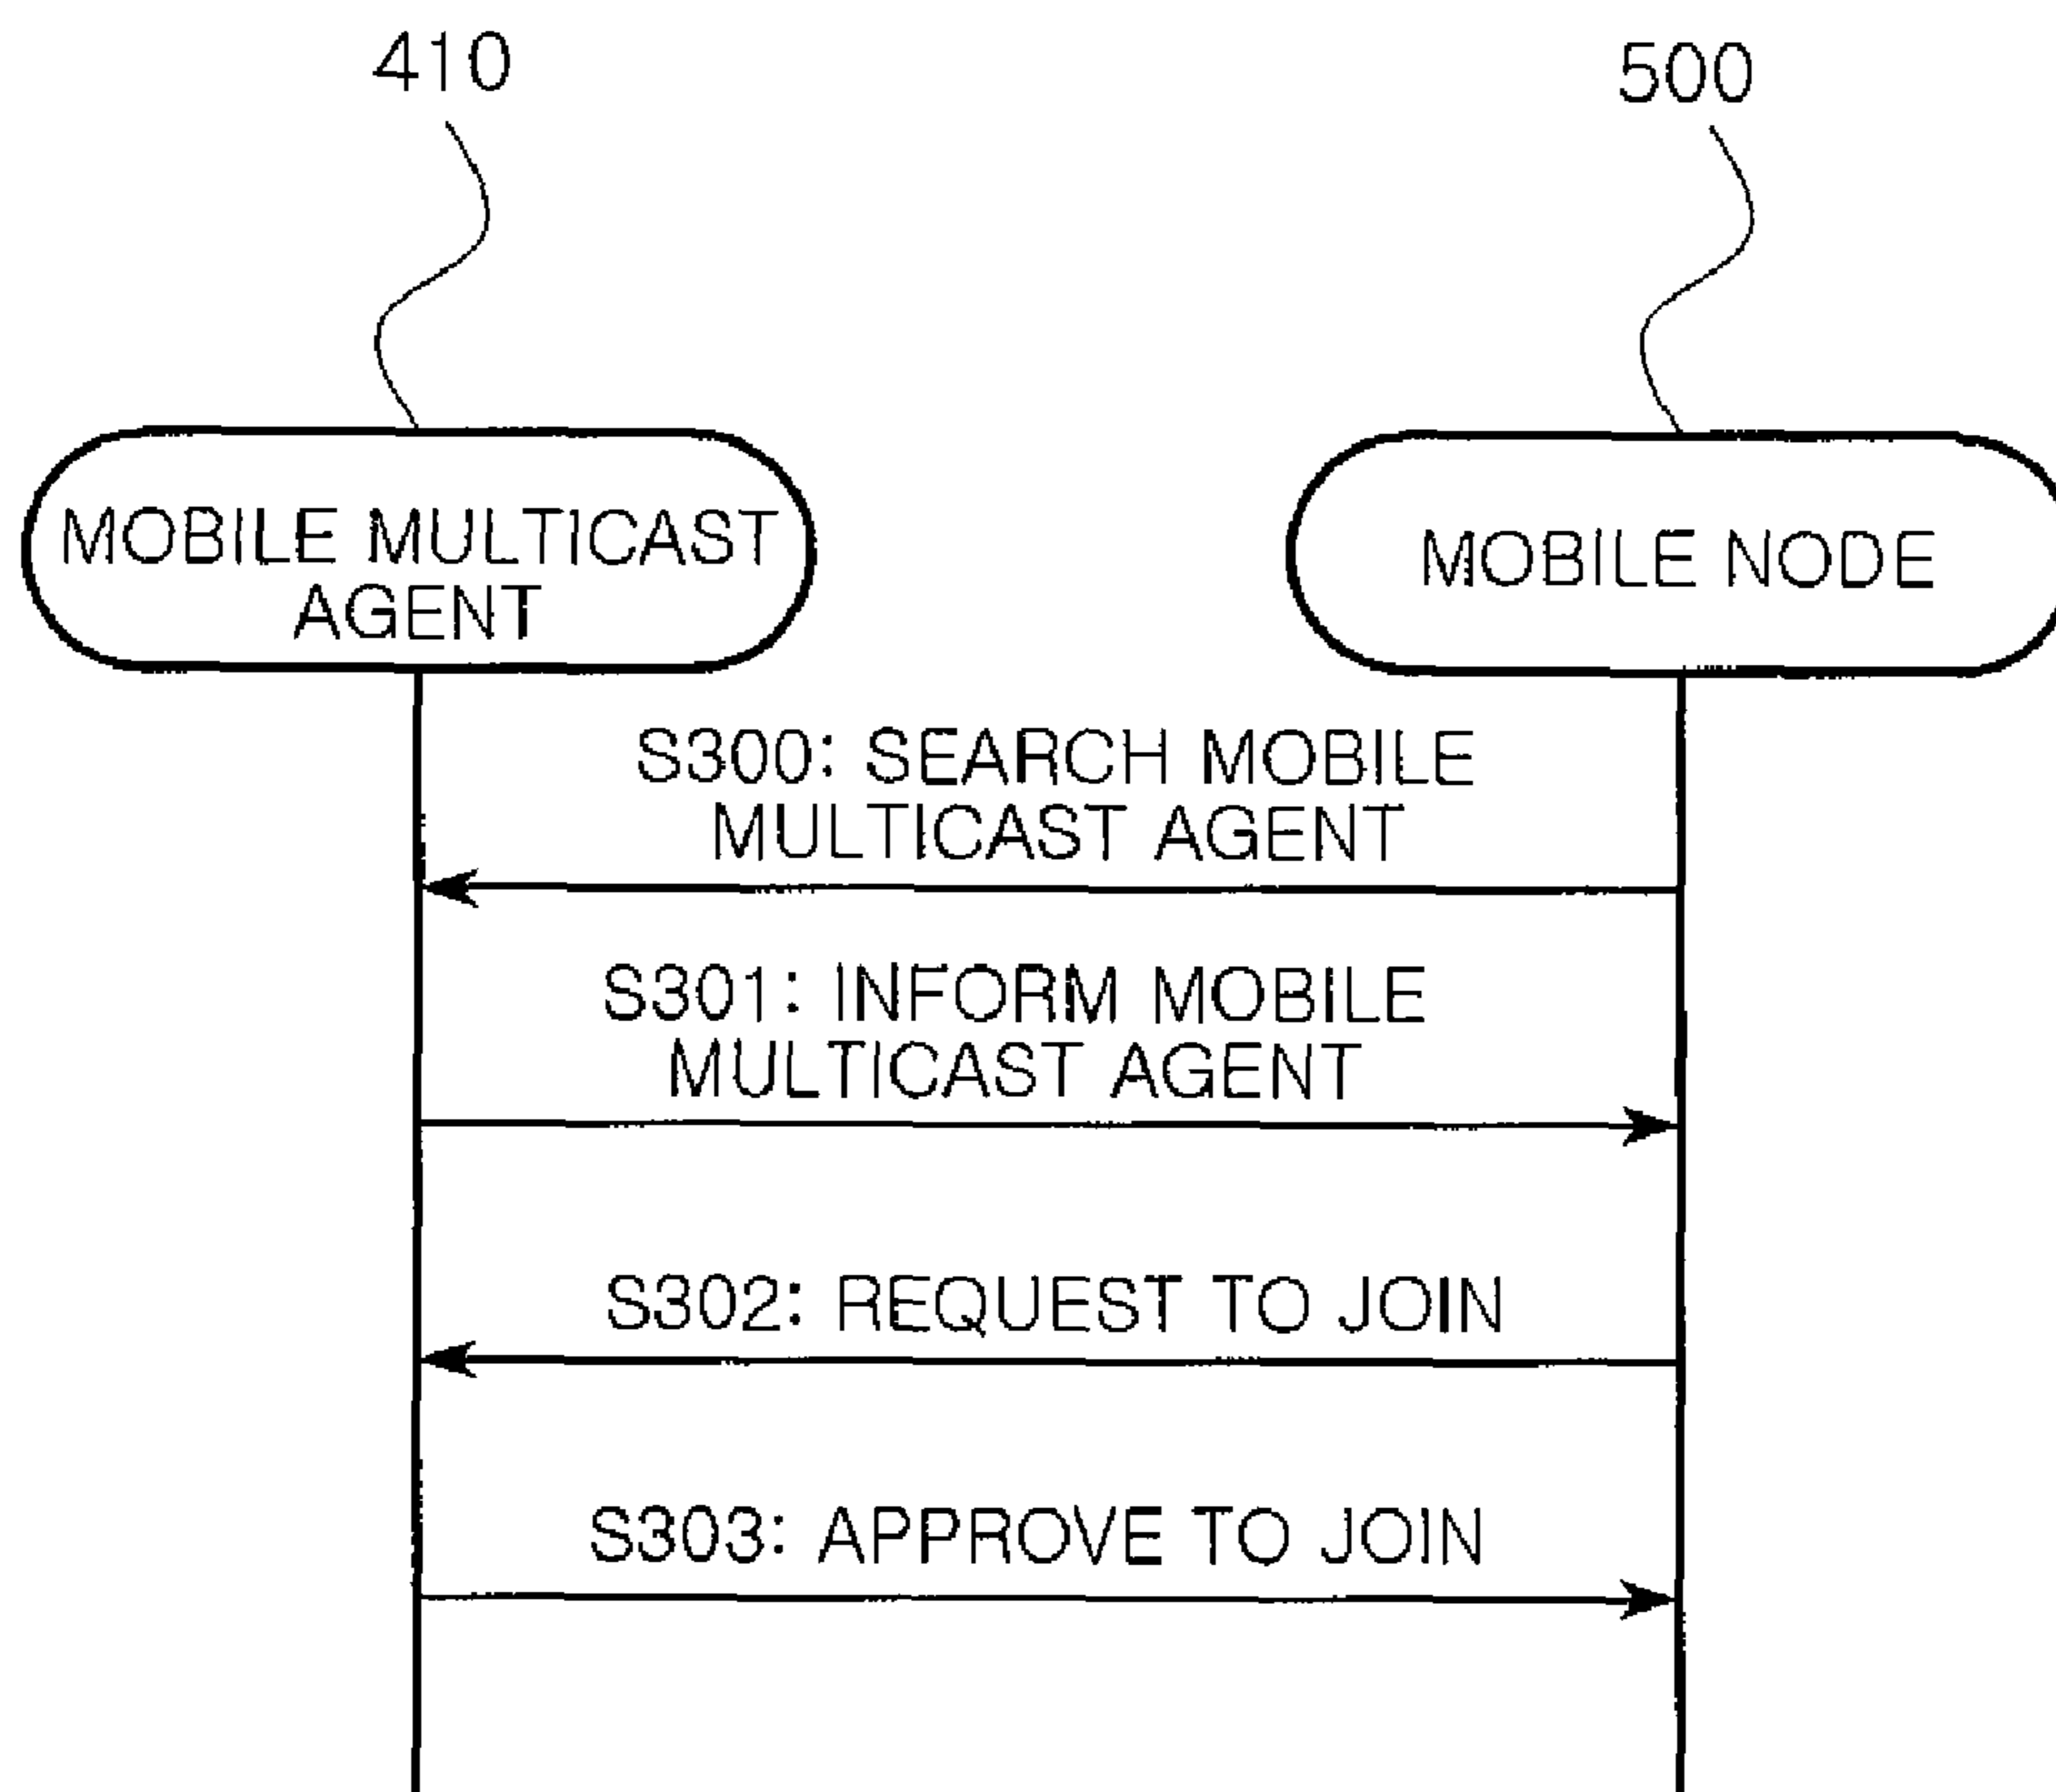 410
500
MOBILE MULTICAST
AGENT
MOBILE NODE
S300: SEARCH MOBILE
MULTICAST AGENT
S301: INFORM MOBILE
MULTICAST AGENT
S302: REQUEST TO JOIN
S303: APPROVE TO JOIN